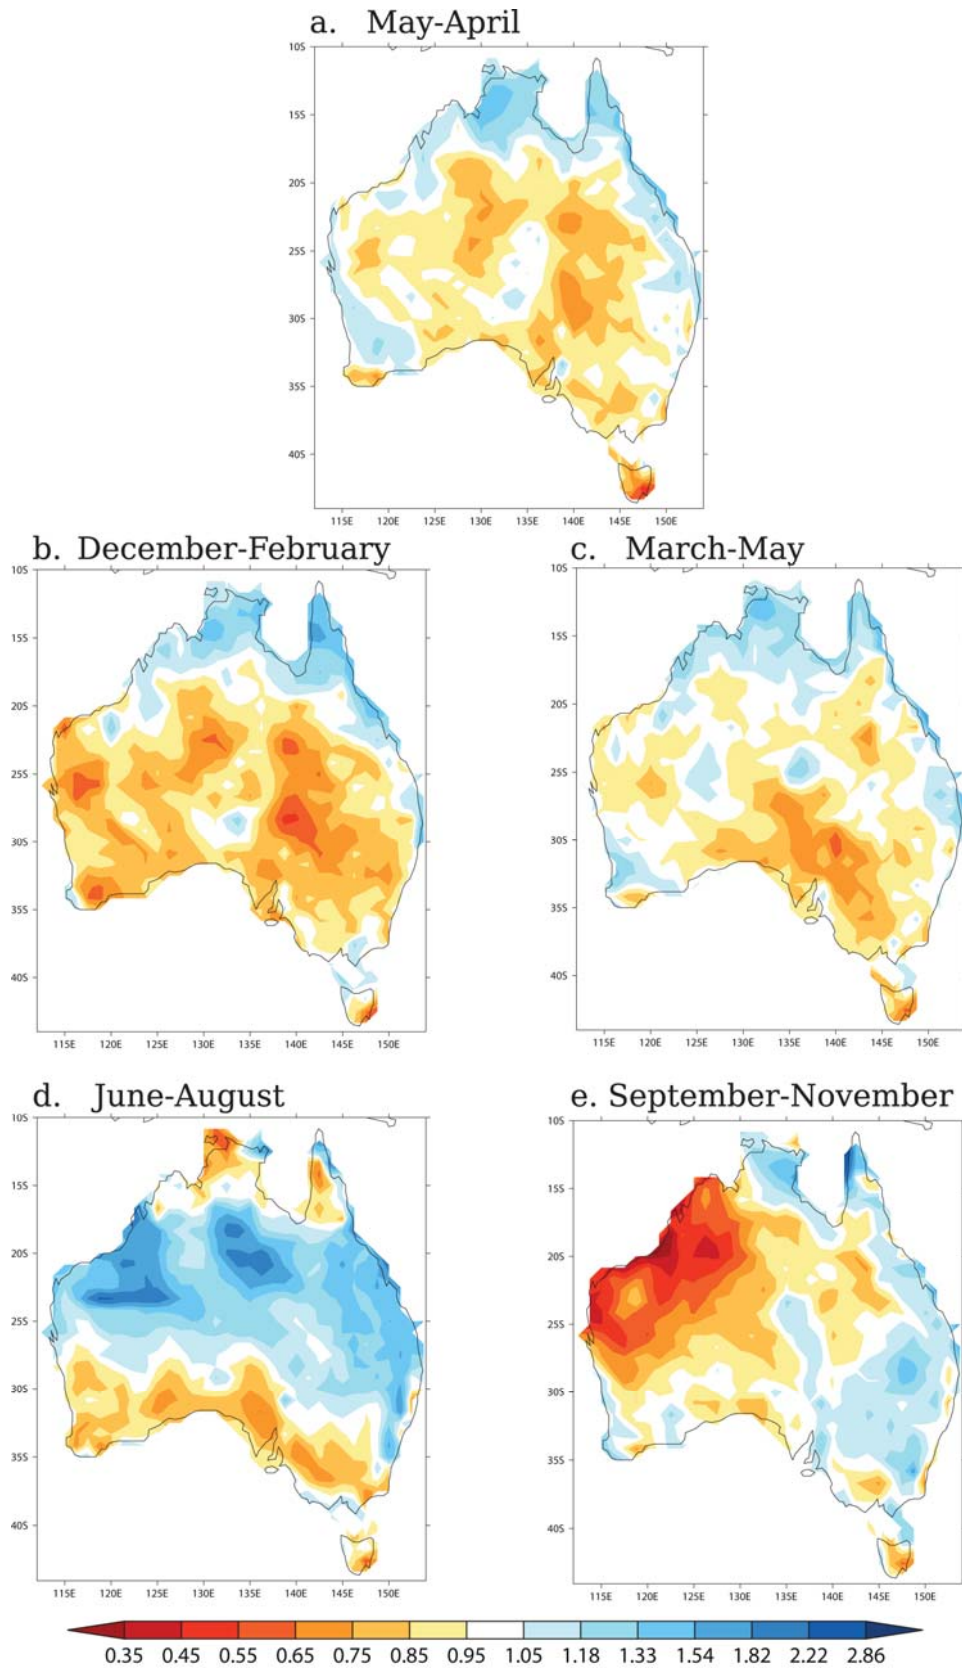 a. May-April
10S
15S
20S
25S
30S
35S
40S
115E 120E 125E 130E 135E 140E 145E 150E
b. December-February
10S
15S
20S
25S
30S
35S
40S
115E 120E 125E 130E 135E 140E 145E 150E
c. March-May
10S
15S
20S
25S
30S
35S
40S
115E 120E 125E 130E 135E 140E 145E 150E
d. June-August
10S
15S
20S
25S
30S
35S
40S
115E 120E 125E 130E 135E 140E 145E 150E
e. September-November
10S
15S
20S
25S
30S
35S
40S
115E 120E 125E 130E 135E 140E 145E 150E
0.35 0.45 0.55 0.65 0.75 0.85 0.95 1.05 1.18 1.33 1.54 1.82 2.22 2.86